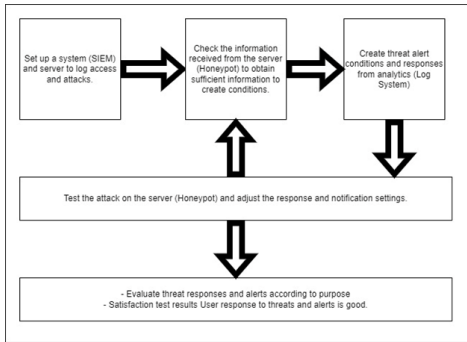 Set up a system (SIEM)
and server to log access
and attacks.
Check the information
received from the server
(Honeypot) to obtain
sufficient information to
create conditions.
Create threat alert
conditions and responses
from analytics (Log
System)
Test the attack on the server (Honeypot) and adjust the response and notification settings.
- Evaluate threat responses and alerts according to purpose
- Satisfaction test results User response to threats and alerts is good.